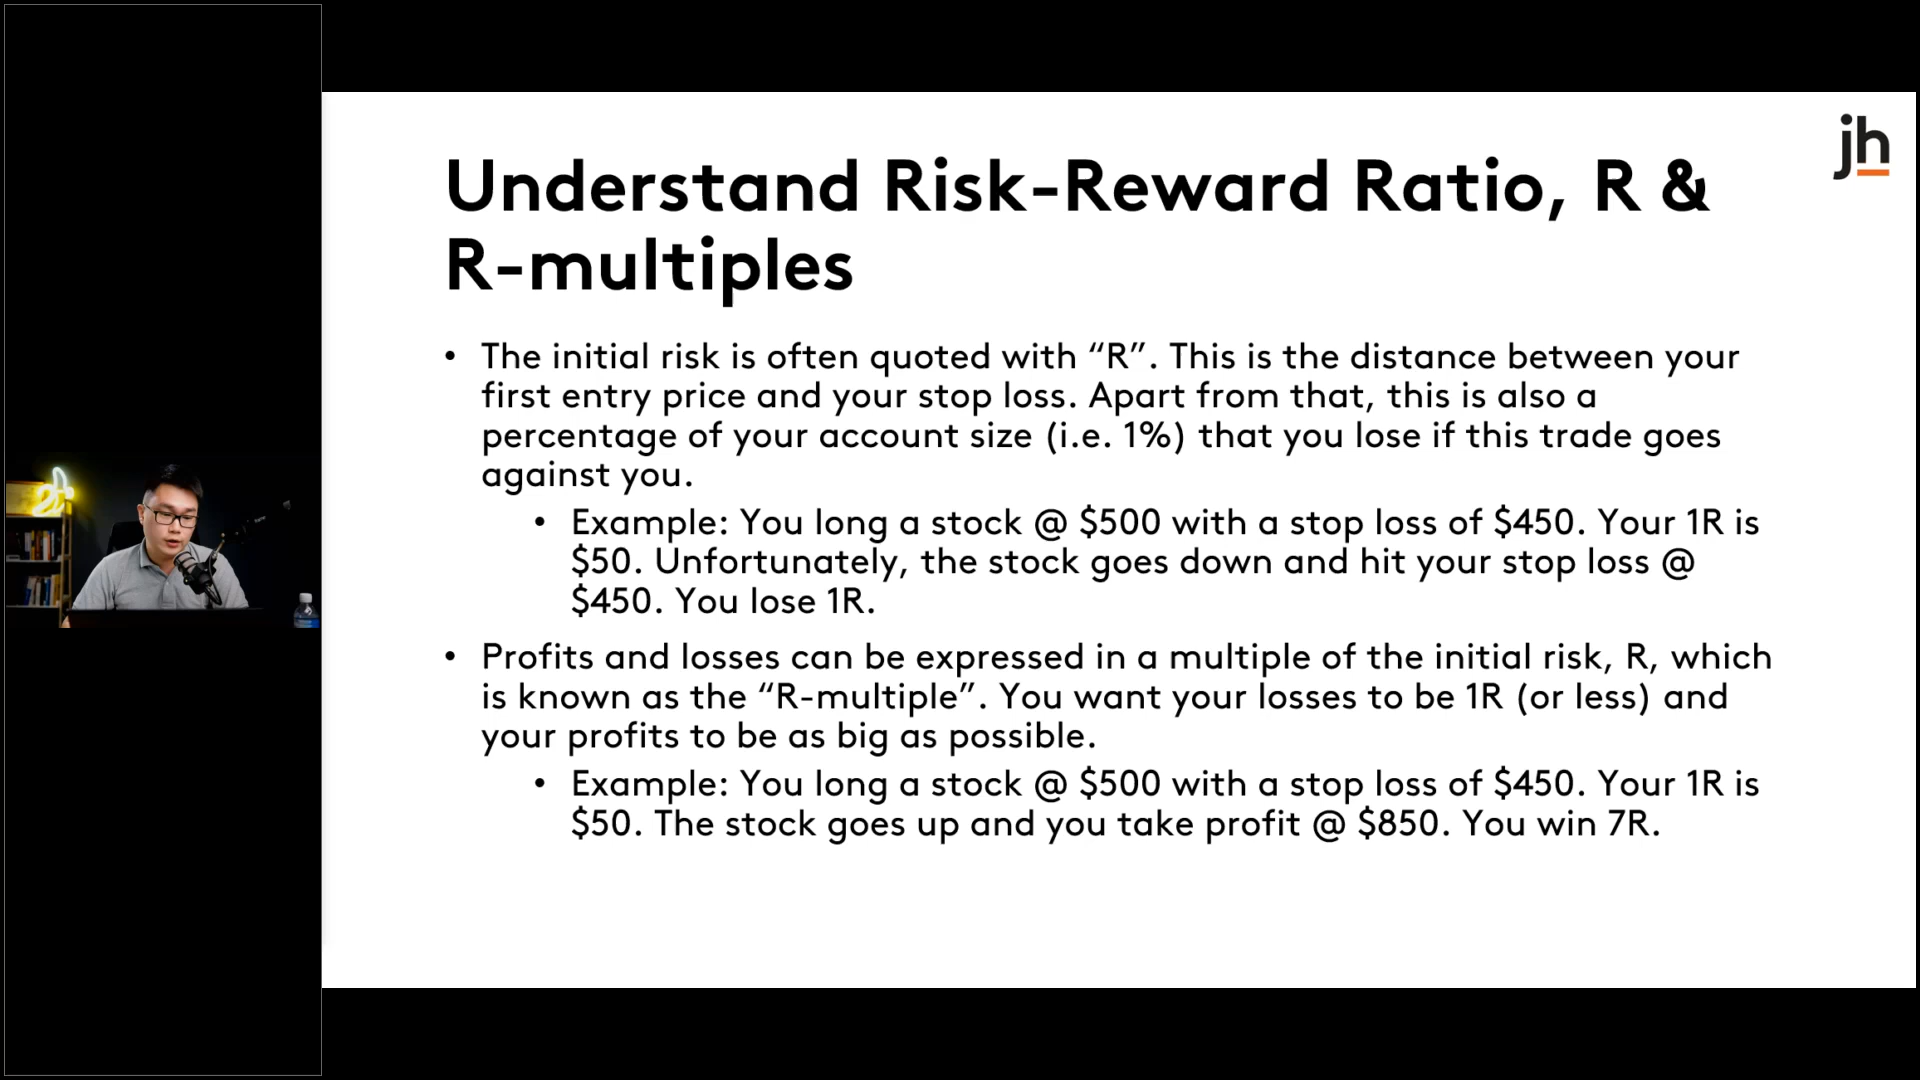 jh
Understand Risk-Reward Ratio, R &
R-multiples
• The initial risk is often quoted with “R”. This is the distance between your
first entry price and your stop loss. Apart from that, this is also a
percentage of your account size (i.e. 1%) that you lose if this trade goes
against you.
• Example: You long a stock @ $500 with a stop loss of $450. Your 1R is
$50. Unfortunately, the stock goes down and hit your stop loss @
$450. You lose 1R.
• Profits and losses can be expressed in a multiple of the initial risk, R, which
is known as the “R-multiple”. You want your losses to be 1R (or less) and
your profits to be as big as possible.
• Example: You long a stock @ $500 with a stop loss of $450. Your 1R is
$50. The stock goes up and you take profit @ $850. You win 7R.